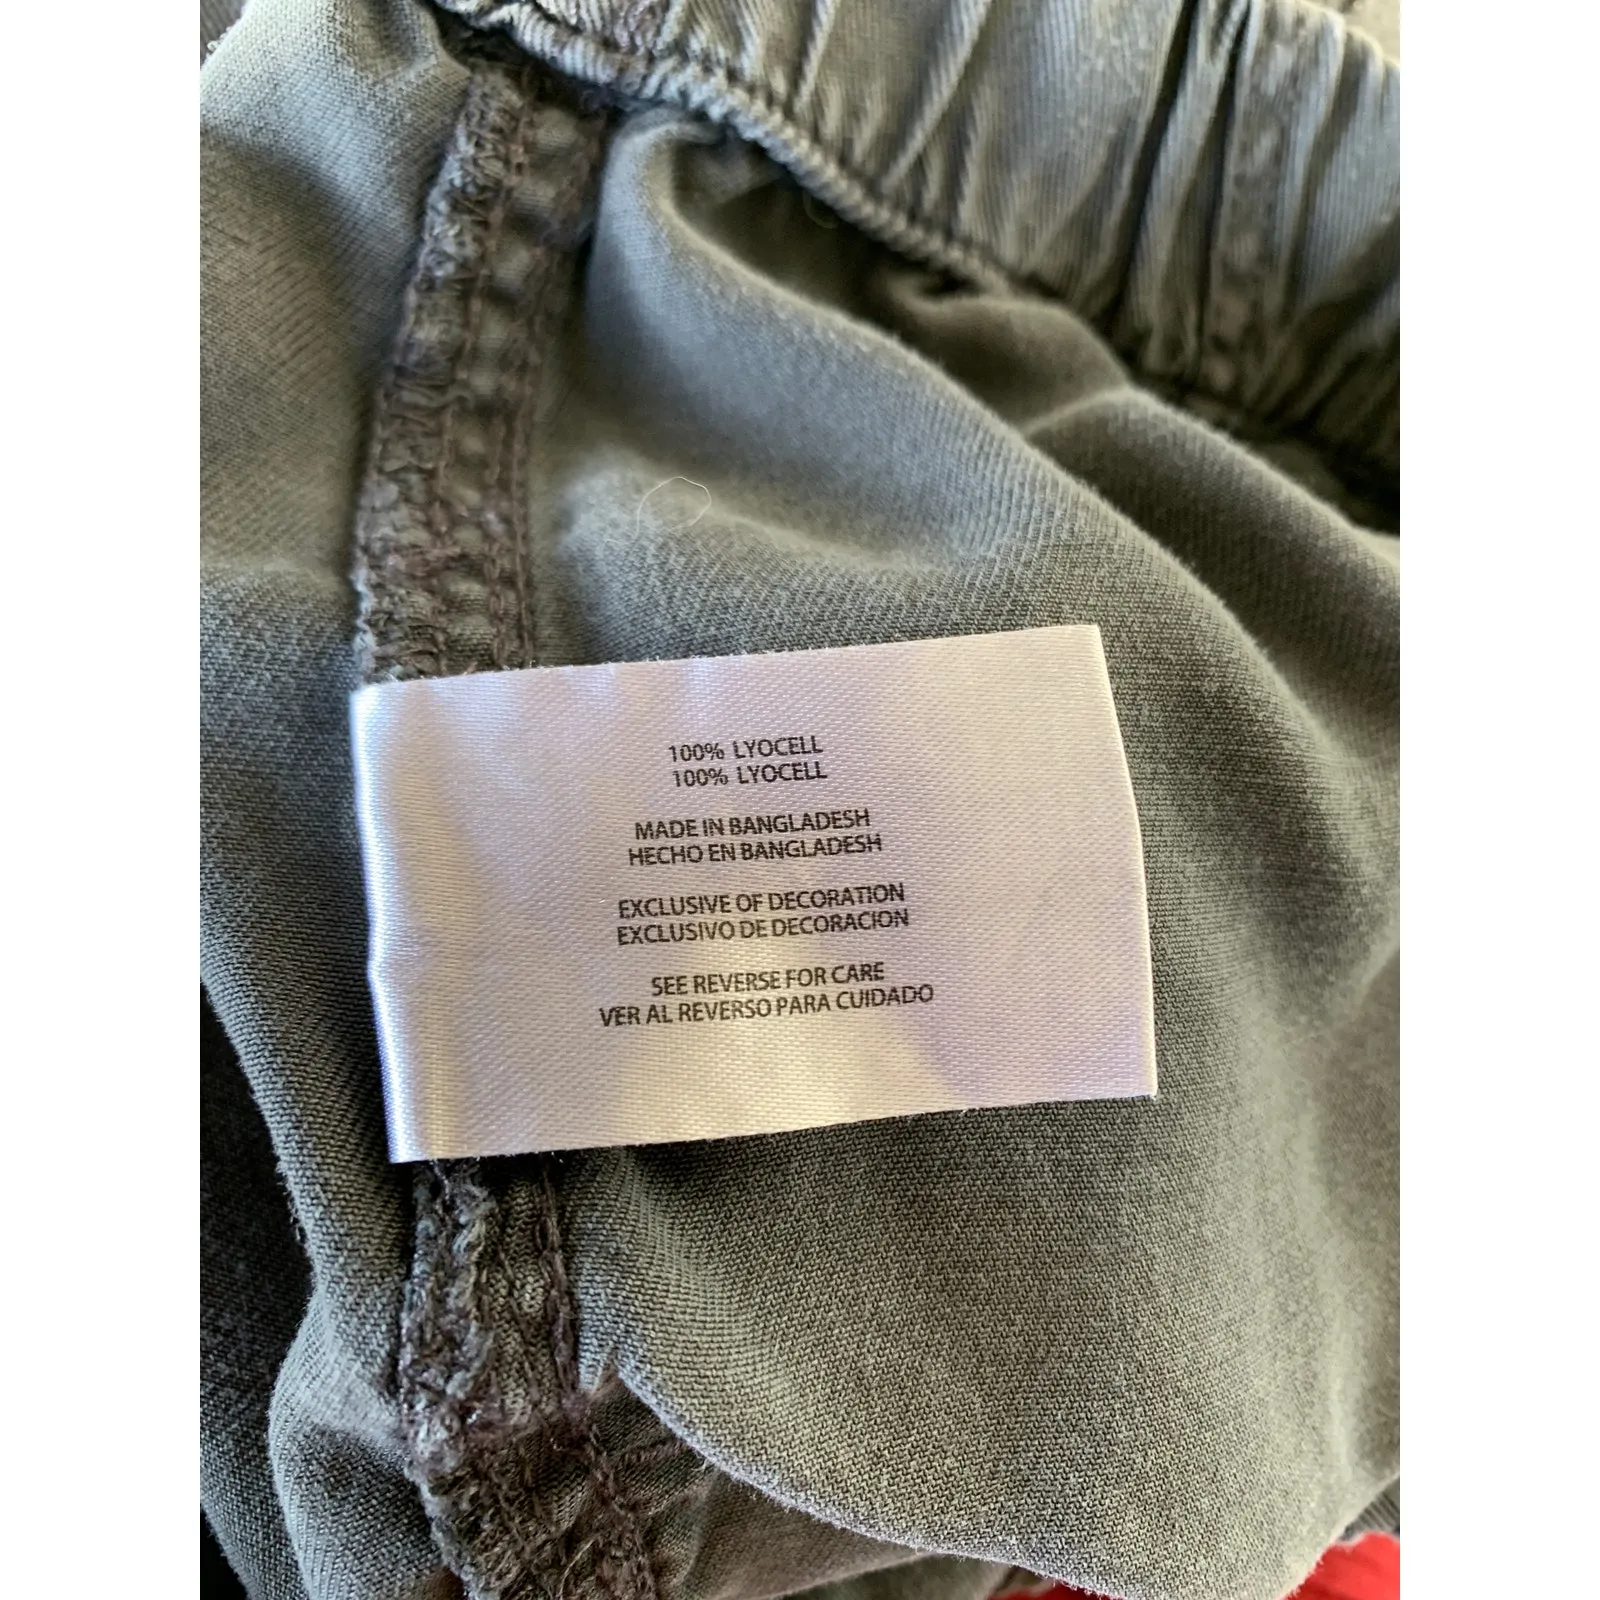 100% LYOCELL
100% LYOCELL
MADE IN BANGLADESH
HECHO EN BANGLADESH
EXCLUSIVE OF DECORATION
EXCLUSIVO DE DECORACION
SEE REVERSE FOR CARE
VER AL REVERSO PARA CUIDADO